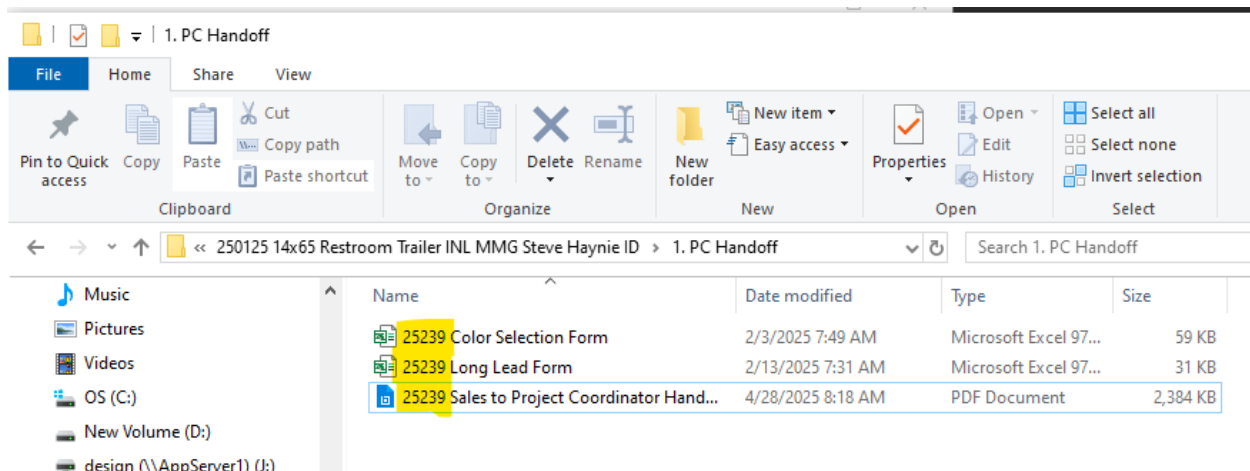 1. PC Handoff
File Home Share View
Pin to Quick access
Copy
Paste
Cut
Copy path
Paste shortcut
Move to
Copy to
Delete
Rename
New folder
New item
Easy access
Properties
Open
Edit
History
Select all
Select none
Invert selection
Clipboard Organize New Open Select
« 250125 14x65 Restroom Trailer INL MMG Steve Haynie ID > 1. PC Handoff
Search 1. PC Handoff
Music
Pictures
Videos
OS (C:)
New Volume (D:)
design (\\AppServer1) (J:)
Name Date modified Type Size
25239 Color Selection Form 2/3/2025 7:49 AM Microsoft Excel 97... 59 KB
25239 Long Lead Form 2/13/2025 7:31 AM Microsoft Excel 97... 31 KB
25239 Sales to Project Coordinator Hand... 4/28/2025 8:18 AM PDF Document 2,384 KB